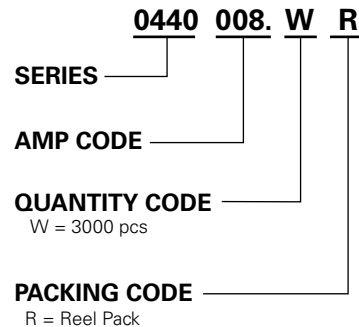 0440 008. W R
SERIES
AMP CODE
QUANTITY CODE
W = 3000 pcs
PACKING CODE
R = Reel Pack